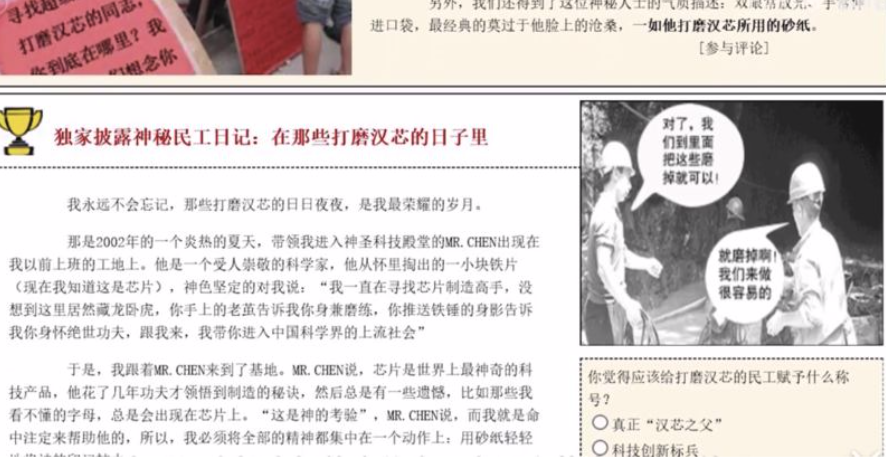 寻找超
打磨汉芯的同志，
你到底在哪里？我
们想念你
另外，我们还得到了这位神秘人士的气质描述：双眼常放光、手常
进口袋，最经典的莫过于他脸上的沧桑，一如他打磨汉芯所用的砂纸。
[参与评论]
独家披露神秘民工日记：在那些打磨汉芯的日子里
我永远不会忘记，那些打磨汉芯的日日夜夜，是我最荣耀的岁月。
那是2002年的一个炎热的夏天，带领我进入神圣科技殿堂的MR.CHEN出现在
我以前上班的工地上。他是一个受人崇敬的科学家，他从怀里掏出的一小块铁片
（现在我知道这是芯片），神色坚定的对我说：“我一直在寻找芯片制造高手，没
想到这里居然藏龙卧虎，你手上的老茧告诉我你身兼磨练，你推送铁锤的身影告诉
我你身怀绝世功夫，跟我来，我带你进入中国科学界的上流社会”
于是，我跟着MR.CHEN来到了基地。MR.CHEN说，芯片是世界上最神奇的科
技产品，他花了几年功夫才领悟到制造的秘诀，然后总是有一些遗憾，比如那些我
看不懂的字母，总是会出现在芯片上。“这是神的考验”，MR.CHEN说，而我就是命
中注定来帮助他的，所以，我必须将全部的精神都集中在一个动作上：用砂纸轻轻
对了，我
们到里面
把这些磨
掉就可以！
就磨掉啊！
我们来做
很容易的
你觉得应该给打磨汉芯的民工赋予什么称
号？
真正“汉芯之父”
科技创新标兵